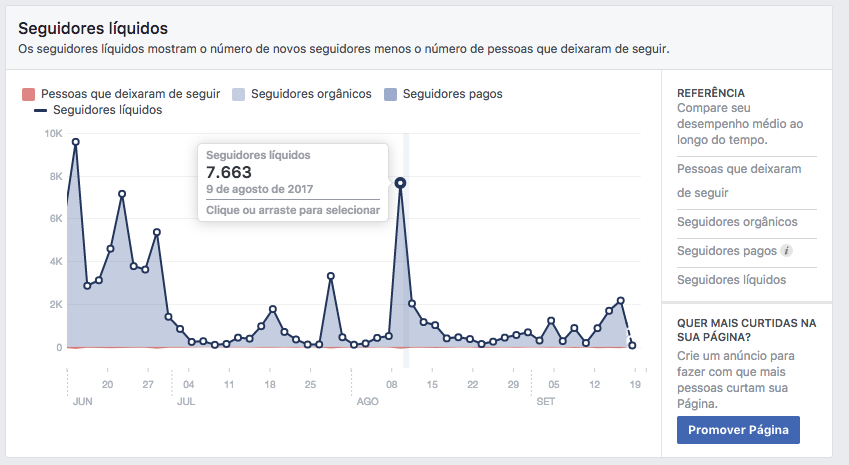 Seguidores líquidos
Os seguidores líquidos mostram o número de novos seguidores menos o número de pessoas que deixaram de seguir.
Pessoas que deixaram de seguir
Seguidores orgânicos
Seguidores pagos
Seguidores líquidos
10K
8K
6K
4K
2K
0
Seguidores líquidos
7.663
9 de agosto de 2017
Clique ou arraste para selecionar
20
27
04
11
18
25
08
15
22
29
05
12
19
JUN
JUL
AGO
SET
REFERÊNCIA
Compare seu
desempenho médio ao
longo do tempo.
Pessoas que deixaram
de seguir
Seguidores orgânicos
Seguidores pagos i
Seguidores líquidos
QUER MAIS CURTIDAS NA
SUA PÁGINA?
Crie um anúncio para
fazer com que mais
pessoas curtam sua
Página.
Promover Página